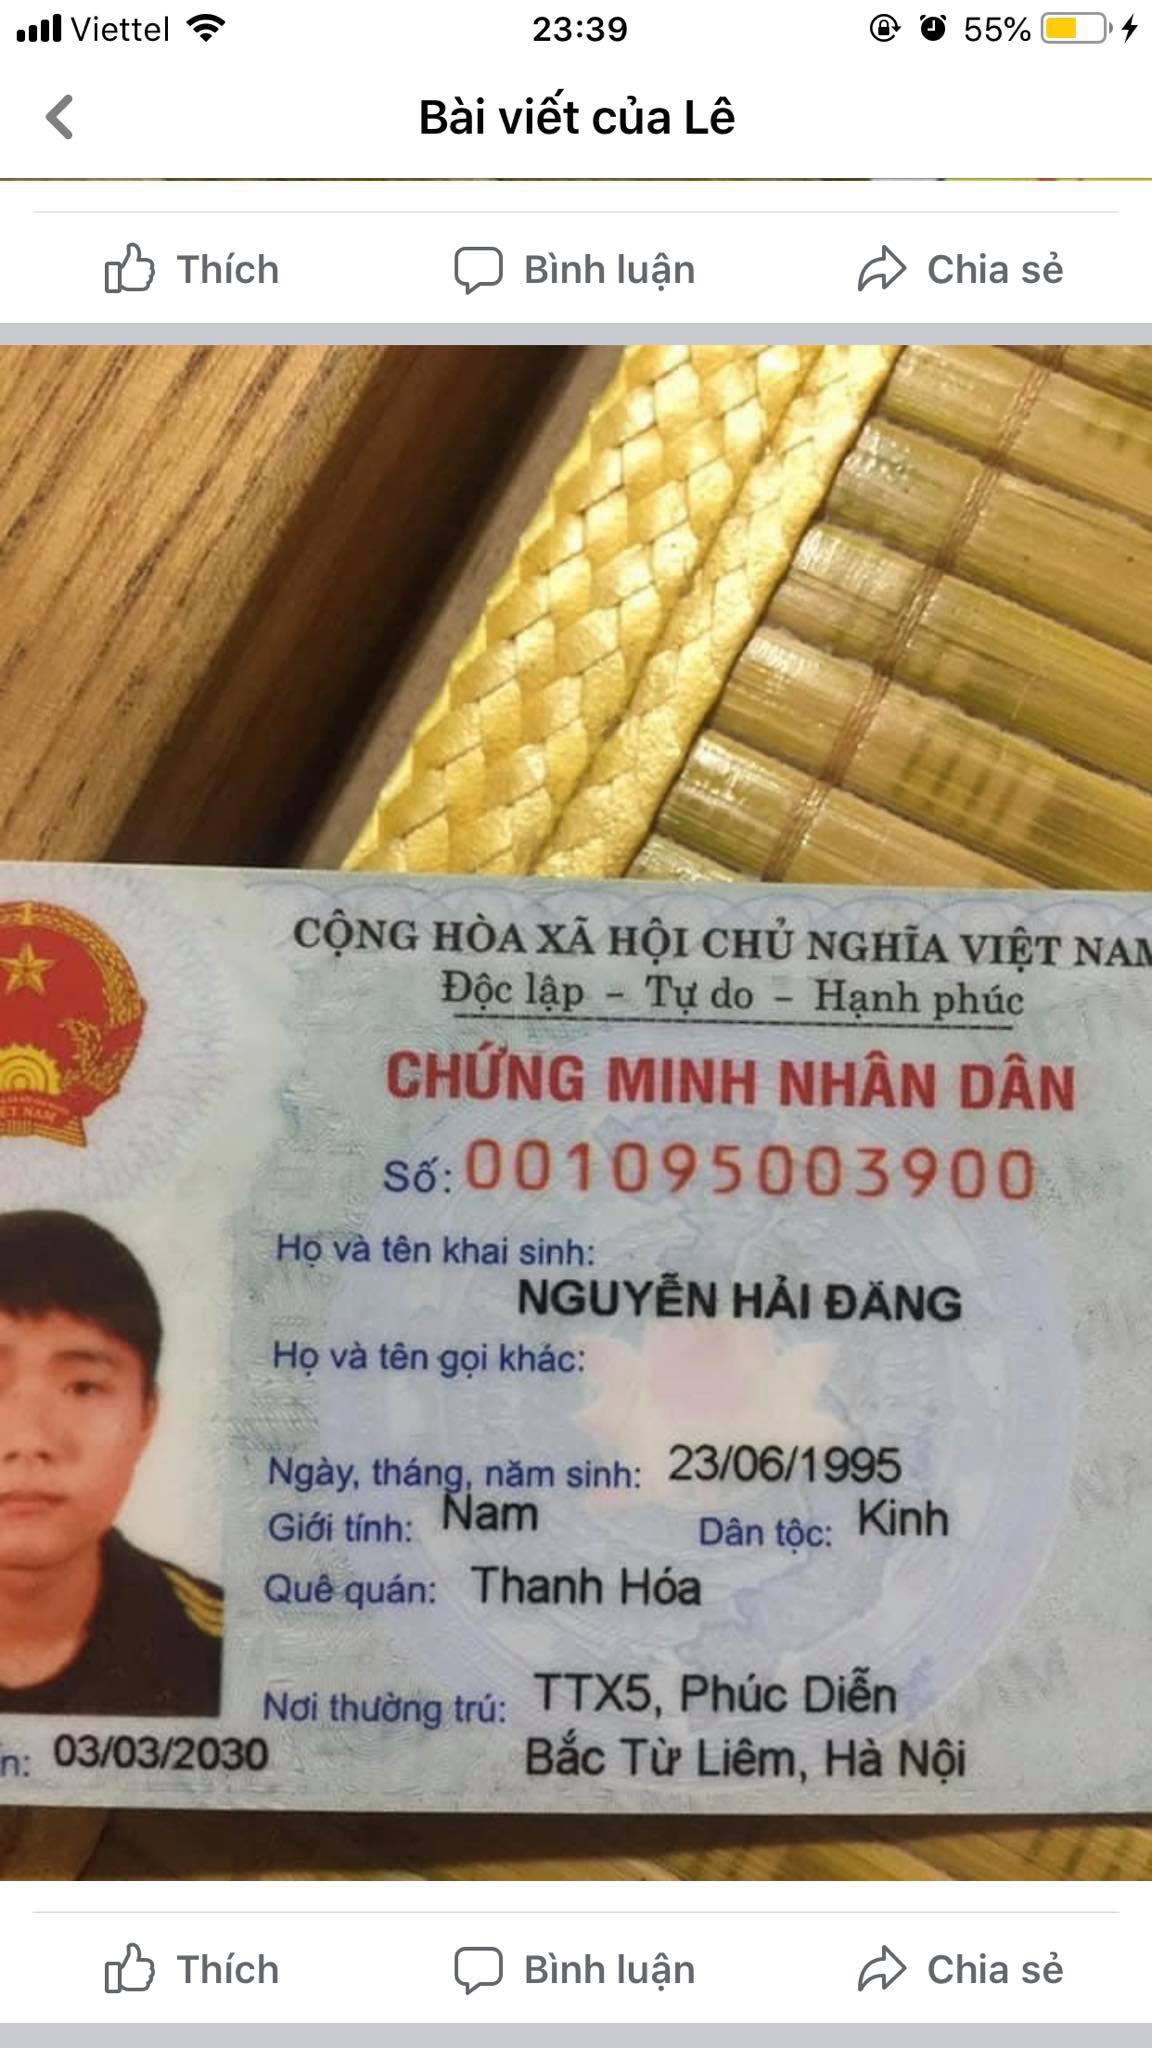 Viettel 23:39 55%
Bài viết của Lê
Thích Bình luận Chia sẻ
CỘNG HÒA XÃ HỘI CHỦ NGHĨA VIỆT NAM
Độc lập - Tự do - Hạnh phúc
CHỨNG MINH NHÂN DÂN
Số: 001095003900
Họ và tên khai sinh:
NGUYỄN HẢI ĐĂNG
Họ và tên gọi khác:
Ngày, tháng, năm sinh: 23/06/1995
Giới tính: Nam Dân tộc: Kinh
Quê quán: Thanh Hóa
Nơi thường trú: TTX5, Phúc Diễn
03/03/2030 Bắc Từ Liêm, Hà Nội
Thích Bình luận Chia sẻ